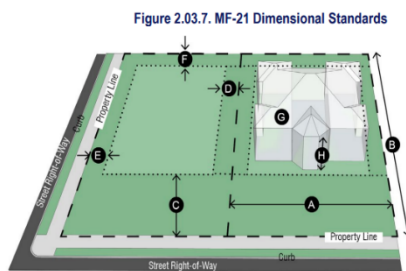 Figure 2.03.7. MF-21 Dimensional Standards
F
Property Line
Curb
Street Right-of-Way
D
G
B
E
H
C
A
Property Line
Curb
Street Right-of-Way